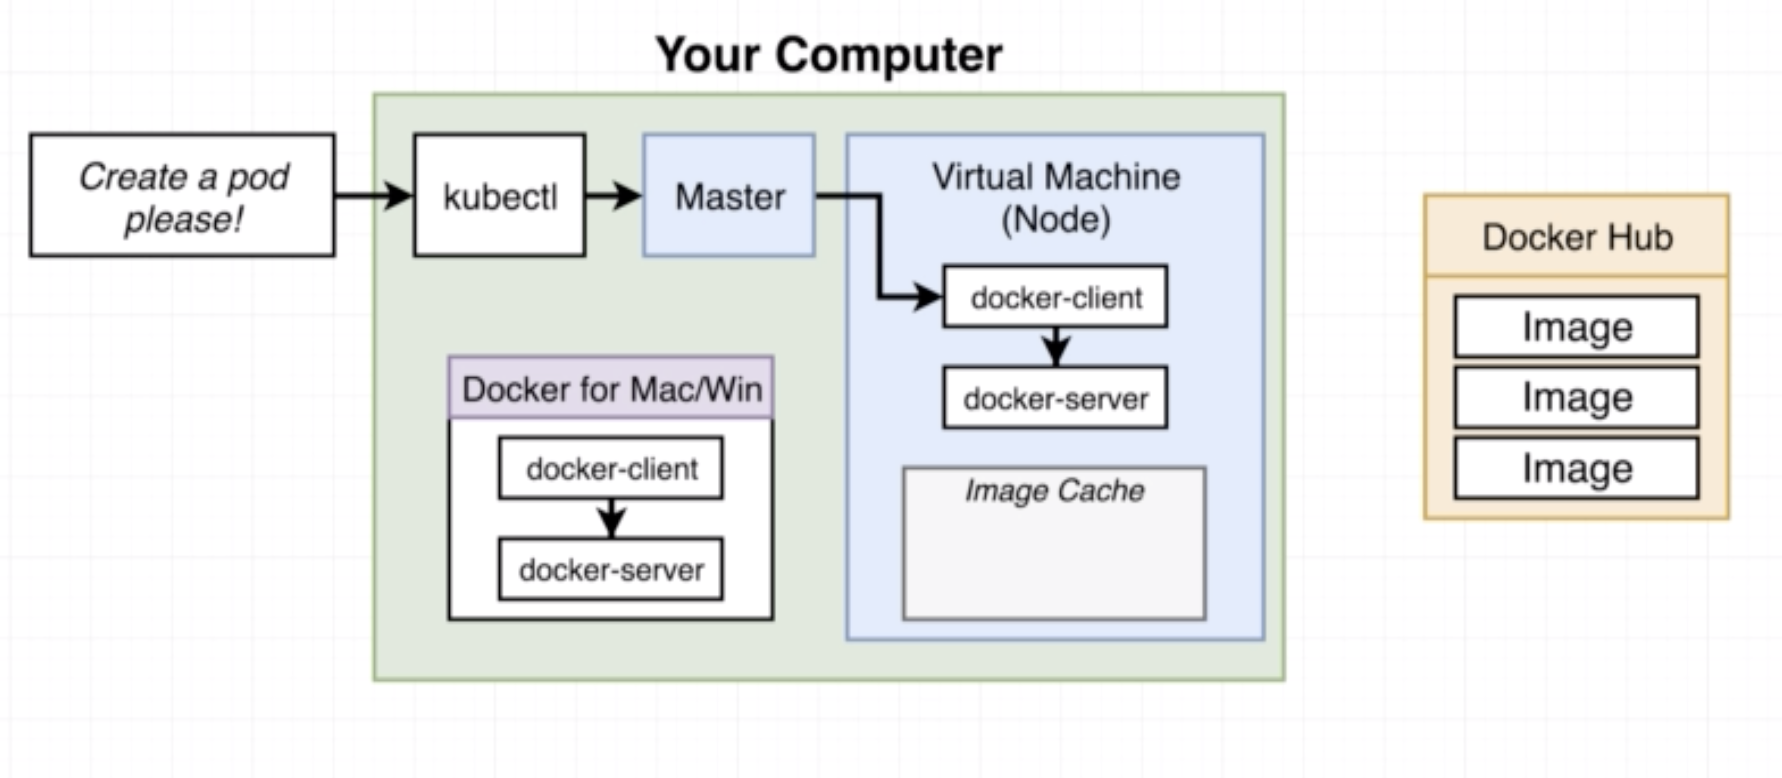 Your Computer
Create a pod
please!
kubectl
Master
Virtual Machine
(Node)
docker-client
docker-server
Image Cache
Docker for Mac/Win
docker-client
docker-server
Docker Hub
Image
Image
Image